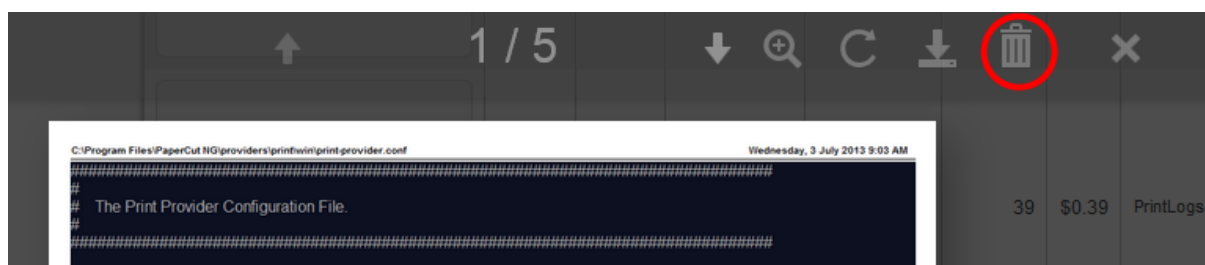 1 / 5
C:\Program Files\PaperCut NG\providers\print\win\print-provider.conf Wednesday, 3 July 2013 9:03 AM
################################################################################
#
# The Print Provider Configuration File.
#
################################################################################
39 $0.39 PrintLogs